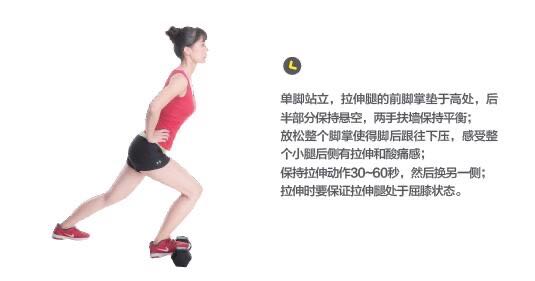 单脚站立，拉伸腿的前脚掌垫于高处，后
半部分保持悬空，两手扶墙保持平衡；
放松整个脚掌使得脚后跟往下压，感受整
个小腿后侧有拉伸和酸痛感；
保持拉伸动作30~60秒，然后换另一侧；
拉伸时要保证拉伸腿处于屈膝状态。